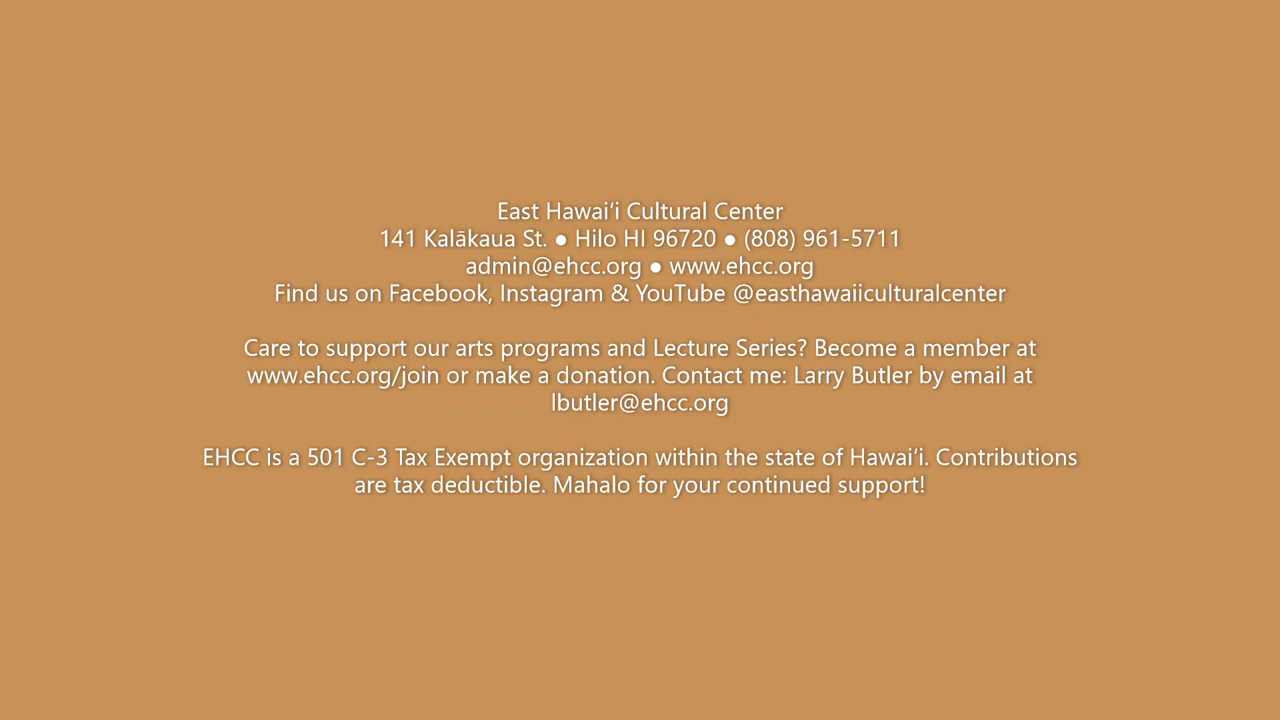 East Hawaiʻi Cultural Center
141 Kalākaua St. ● Hilo HI 96720 ● (808) 961-5711
admin@ehcc.org ● www.ehcc.org
Find us on Facebook, Instagram & YouTube @easthawaiiculturalcenter
Care to support our arts programs and Lecture Series? Become a member at
www.ehcc.org/join or make a donation. Contact me: Larry Butler by email at
lbutler@ehcc.org
EHCC is a 501 C-3 Tax Exempt organization within the state of Hawaiʻi. Contributions
are tax deductible. Mahalo for your continued support!